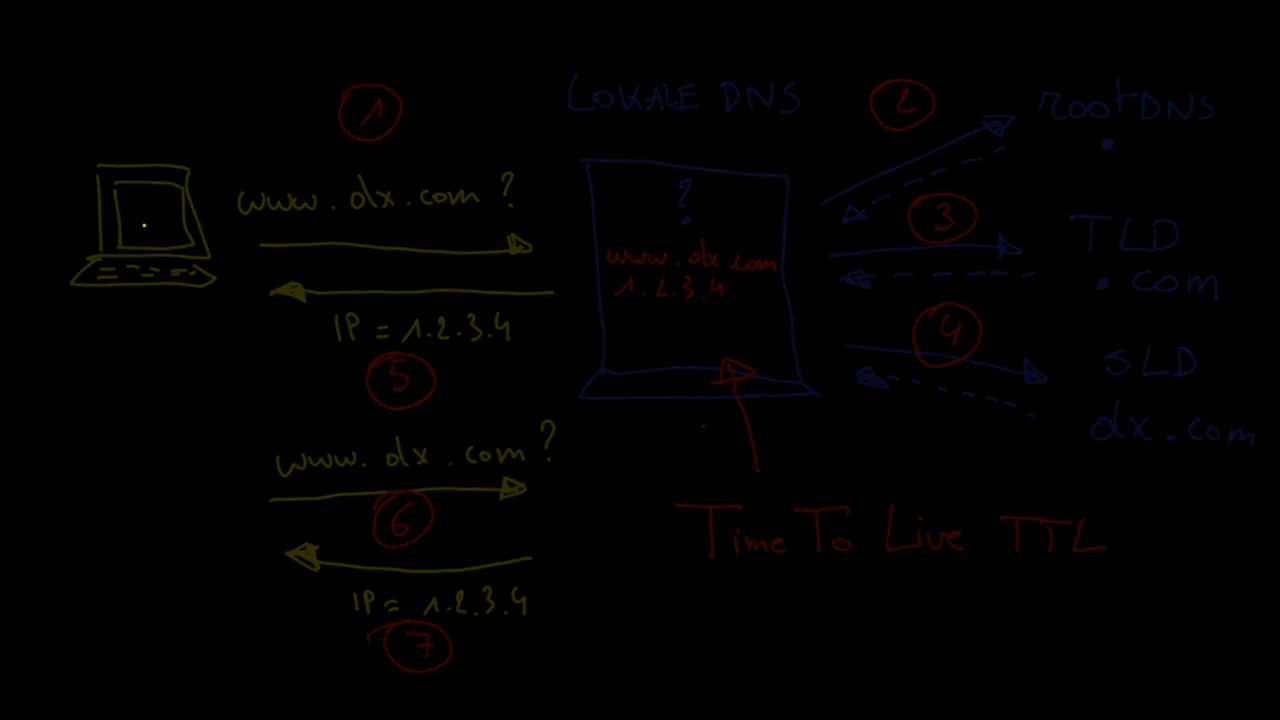 1
LOKALE DNS
2
rootDNS
.
www.dx.com ?
?
3
www.dx.com
1.2.3.4
TLD
.com
IP = 1.2.3.4
4
5
SLD
dx.com
www.dx.com ?
6
Time To Live TTL
IP = 1.2.3.4
7